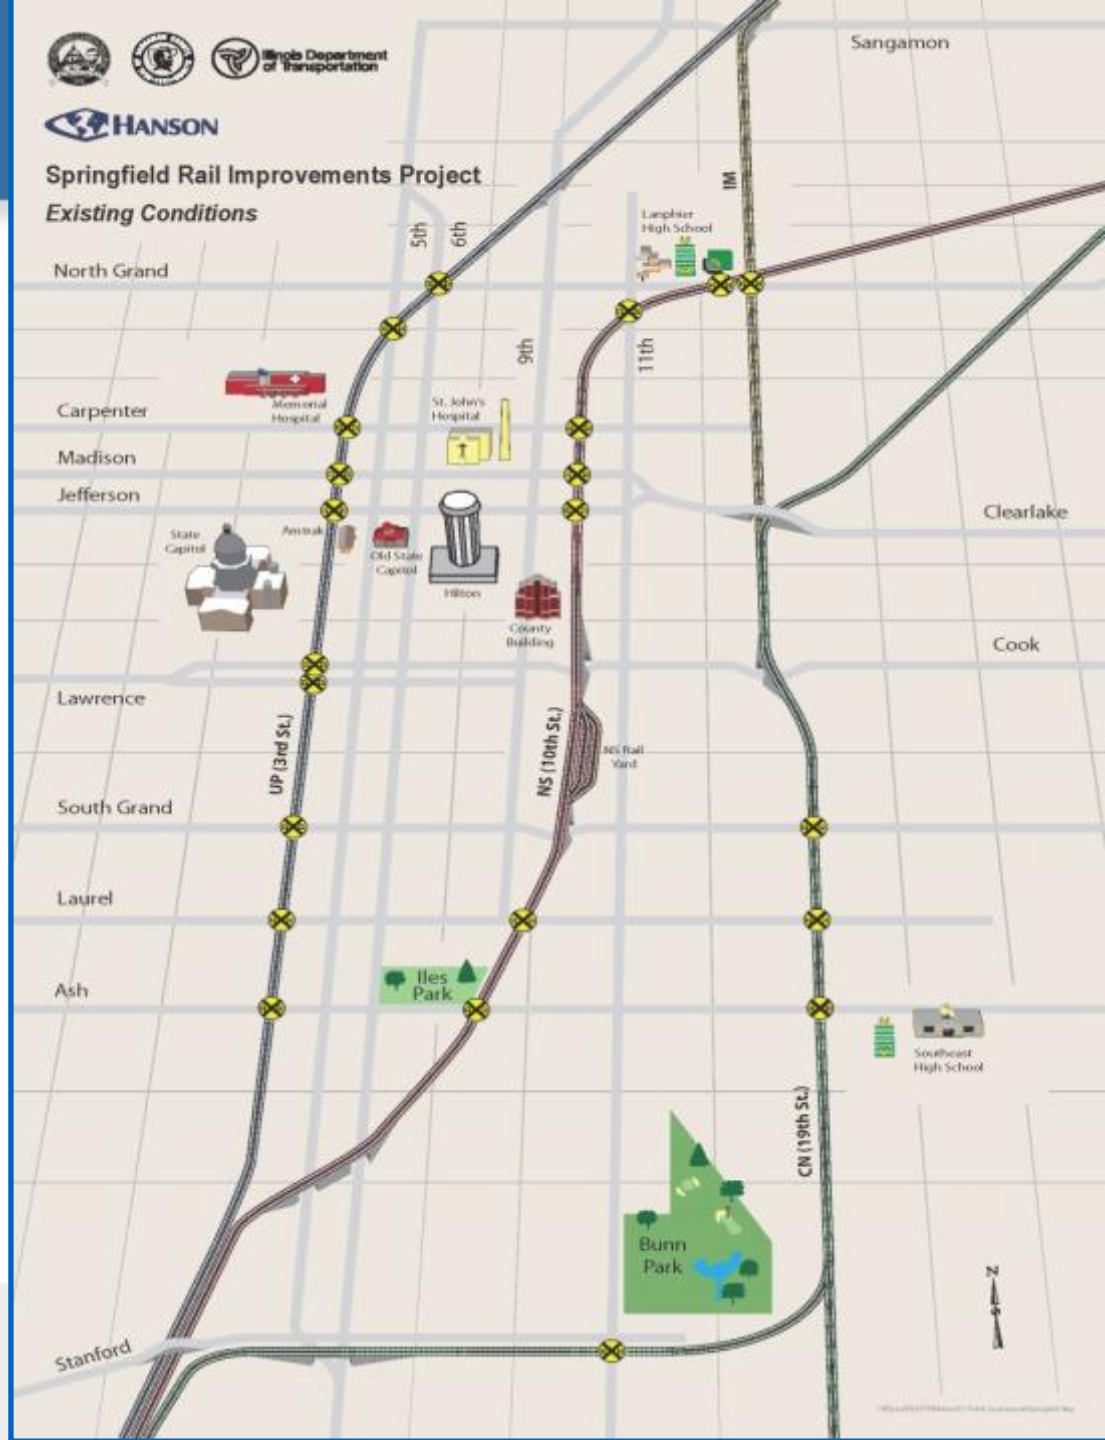 Illinois Department
of Transportation
HANSON
Springfield Rail Improvements Project
Existing Conditions
Sangamon
IM
Lanphier
High School
5th
6th
North Grand
9th
11th
Memorial
Hospital
St. John's
Hospital
Carpenter
Madison
Jefferson
Clearlake
State
Capitol
Amtrak
Old State
Capitol
Hilton
County
Building
Cook
Lawrence
UP (3rd St.)
NS (10th St.)
NS Rail
Yard
South Grand
Laurel
Iles
Park
Ash
Southeast
High School
CN (19th St.)
Bunn
Park
N
S
Stanford